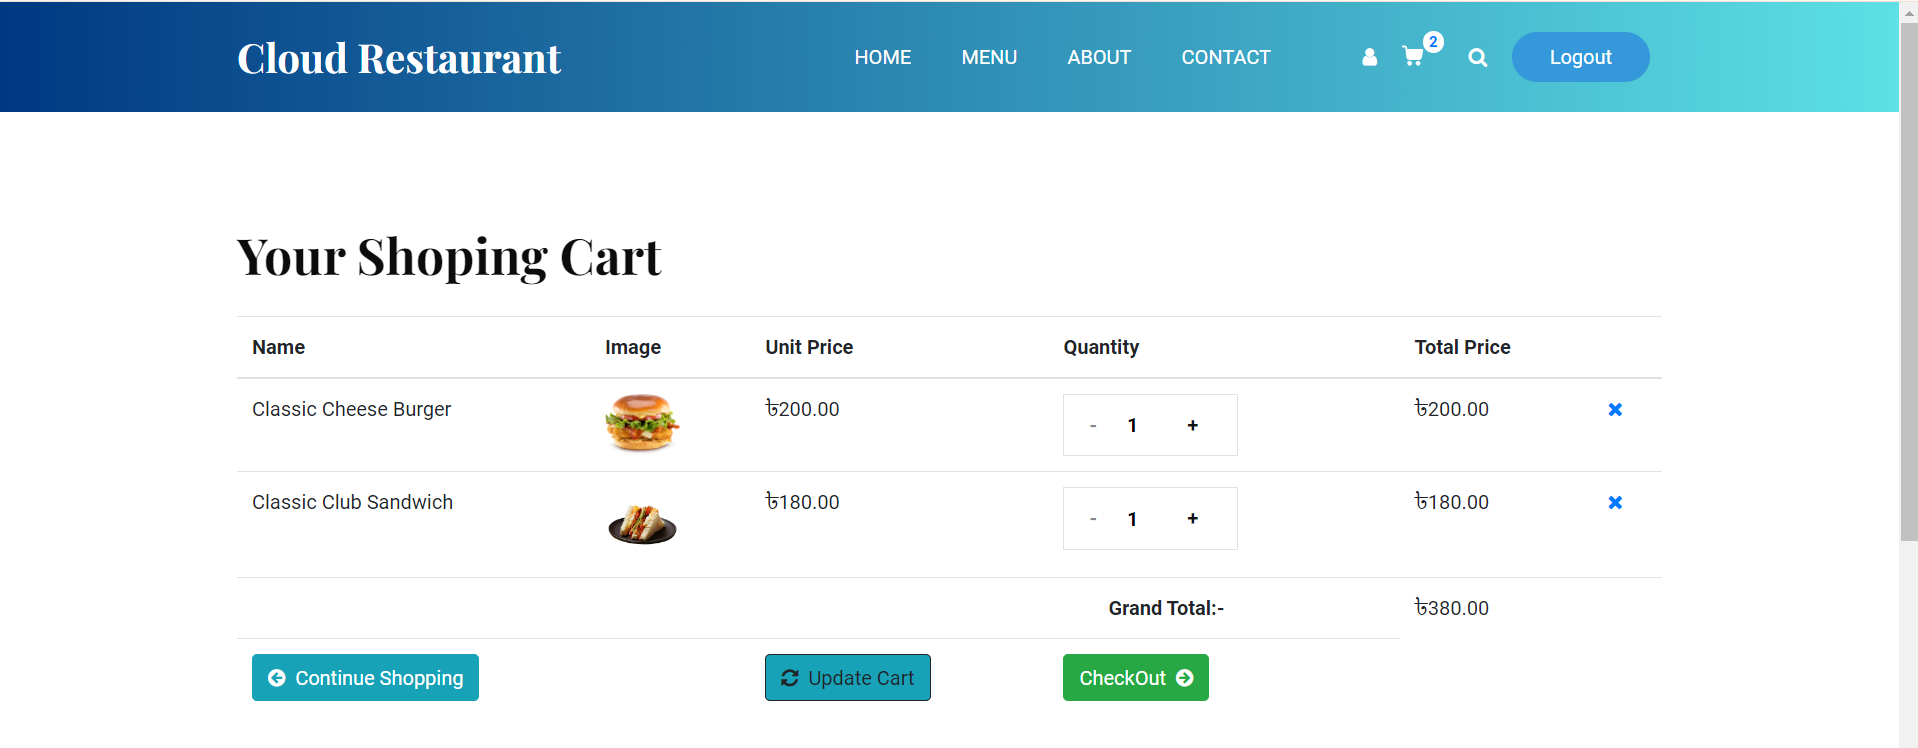 Cloud Restaurant HOME MENU ABOUT CONTACT 2 Logout
Your Shoping Cart
Name Image Unit Price Quantity Total Price
Classic Cheese Burger ৳200.00 - 1 + ৳200.00
Classic Club Sandwich ৳180.00 - 1 + ৳180.00
Grand Total:- ৳380.00
Continue Shopping Update Cart CheckOut